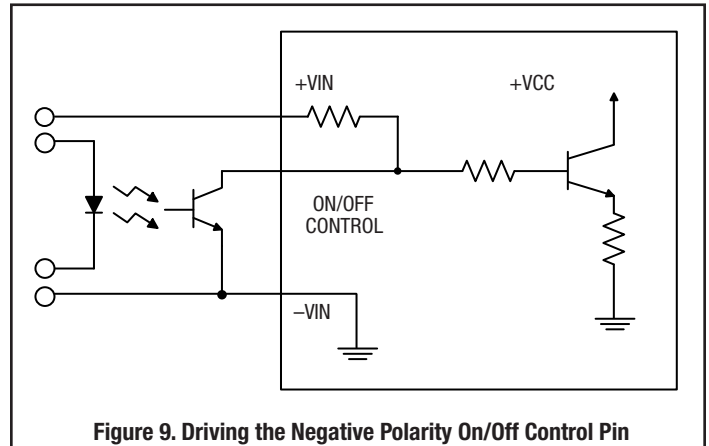 +VIN
+VCC
ON/OFF
CONTROL
–VIN
Figure 9. Driving the Negative Polarity On/Off Control Pin